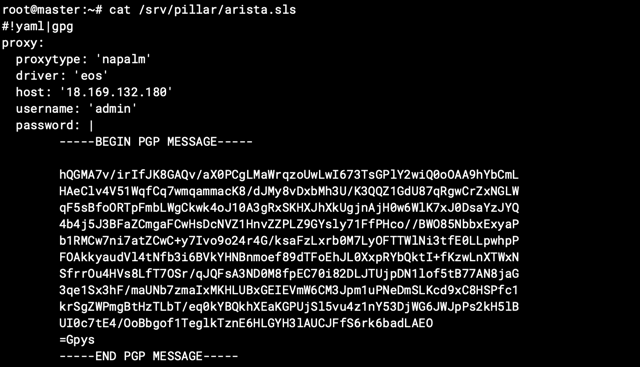 root@master:~# cat /srv/pillar/arista.sls
#!yaml|gpg
proxy:
  proxytype: 'napalm'
  driver: 'eos'
  host: '18.169.132.180'
  username: 'admin'
  password: |
        -----BEGIN PGP MESSAGE-----

        hQGMA7v/irIfJK8GAQv/aX0PCgLMaWrqzoUwLwI673TsGPlY2wiQ0oOAA9hYbCmL
        HAeClv4V51WqfCq7wmqammacK8/dJMy8vDxbMh3U/K3QQZ1GdU87qRgwCrZxNGLW
        qF5sBfoORTpFmbLWgCkwk4oJ10A3gRxSKHXJhXkUgjnAjH0w6WlK7xJ0DsaYzJYQ
        4b4j5J3BFaZCmgaFCwHsDcNVZ1HnvZZPLZ9GYsly71FfPHco//BWO85NbbxExyaP
        b1RMCw7ni7atZCwC+y7Ivo9o24r4G/ksaFzLxrb0M7LyOFTTWlNi3tfE0LLpwhpP
        FOAkkyaudVl4tNfb3i6BVkYHNBnmoef89dTFoEhJL0XxpRYbQktI+fKzwLnXTWxN
        SfrrOu4HVs8LfT7OSr/qJQFsA3ND0M8fpEC70i82DLJTUjpDN1lof5tB77AN8jaG
        3qe1Sx3hF/maUNb7zmaIxMKHLUBxGEIEVmW6CM3Jpm1uPNeDmSLKcd9xC8HSPfc1
        krSgZWPmgBtHzTLbT/eq0kYBQkhXEaKGPUjSl5vu4z1nY53DjWG6JWJpPs2kH5lB
        UI0c7tE4/OoBbgof1TeglkTznE6HLGYH3lAUCJFfS6rk6badLAEO
        =Gpys
        -----END PGP MESSAGE-----